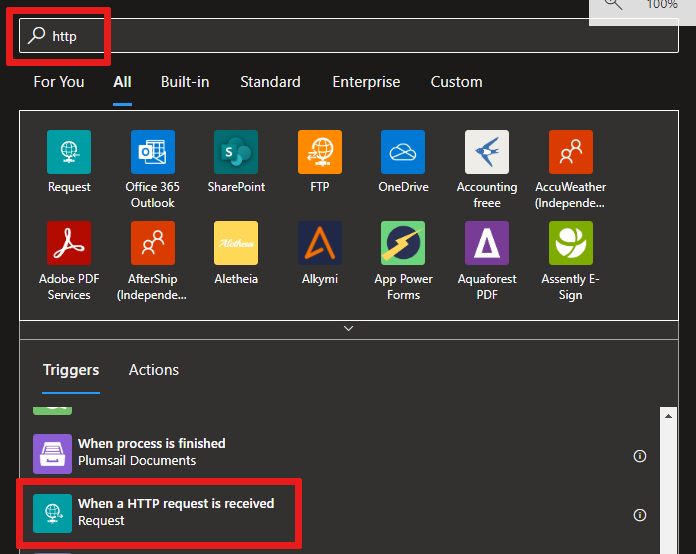 100%
http
For You All Built-in Standard Enterprise Custom
Request Office 365 Outlook SharePoint FTP OneDrive Accounting freee AccuWeather (Independe...
Adobe PDF Services AfterShip (Independe... Aletheia Alkymi App Power Forms Aquaforest PDF Assently E-Sign
Triggers Actions
When process is finished
Plumsail Documents
When a HTTP request is received
Request